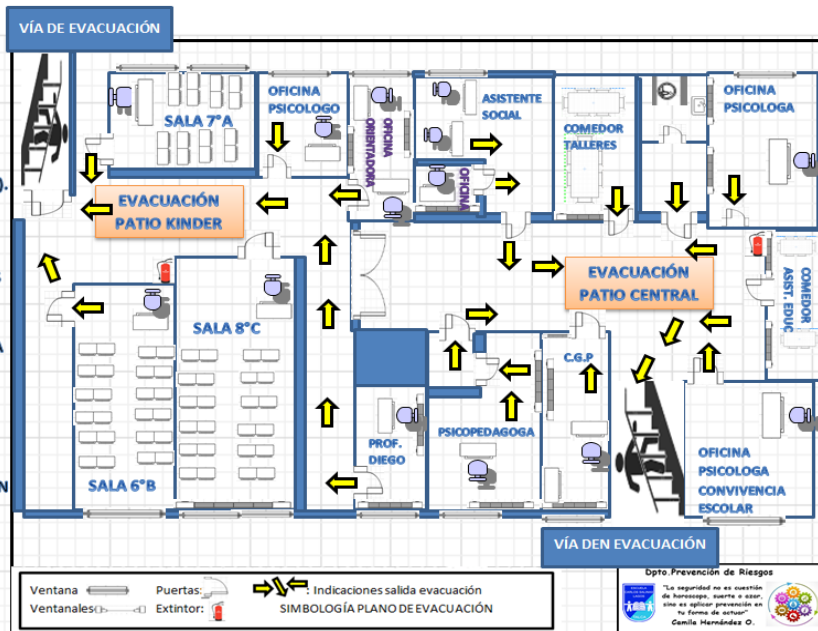 VÍA DE EVACUACIÓN
SALA 7°A
OFICINA
PSICOLOGO
OFICINA
ORIENTADORA
ASISTENTE
SOCIAL
OFICINA
COMEDOR
TALLERES
OFICINA
PSICOLOGA
).
EVACUACIÓN
PATIO KINDER
EVACUACIÓN
PATIO CENTRAL
COMEDOR
ASIST. EDUC
S
A
N
SALA 8°C
SALA 6°B
PROF.
DIEGO
PSICOPEDAGOGA
C.G.P
OFICINA
PSICOLOGA
CONVIVENCIA
ESCOLAR
VÍA DEN EVACUACIÓN
Ventana Puertas: : Indicaciones salida evacuación
Ventanales Extintor: SIMBOLOGÍA PLANO DE EVACUACIÓN
Dpto.Prevención de Riesgos
"La seguridad no es cuestión
de horoscopo, suerte o azar,
sino es aplicar prevención en
tu forma de actuar"
Camila Hernández O.